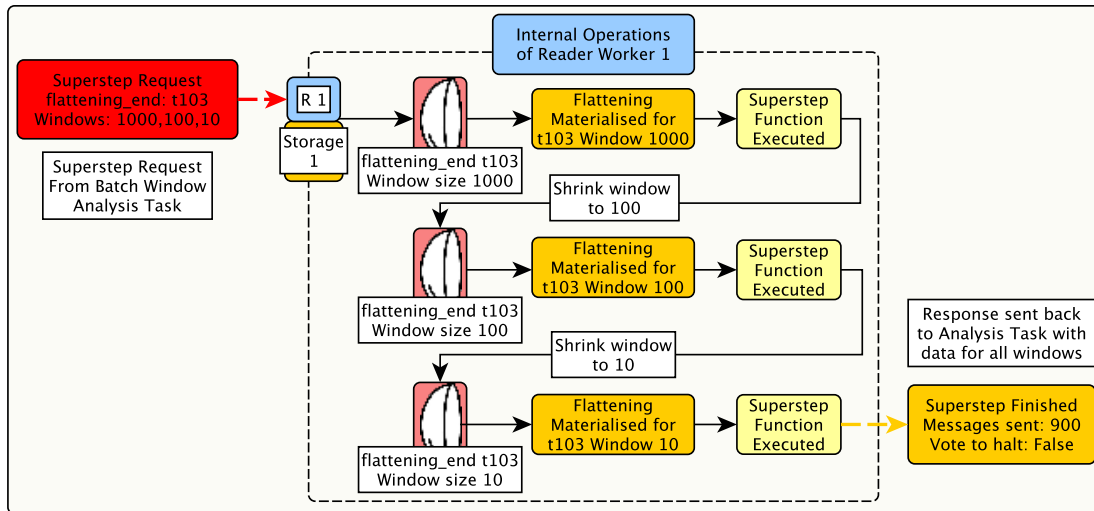 Internal Operations
of Reader Worker 1
Superstep Request
flattening_end: t103
Windows: 1000,100,10
Superstep Request
From Batch Window
Analysis Task
R 1
Storage
1
flattening_end t103
Window size 1000
Flattening
Materialised for
t103 Window 1000
Superstep
Function
Executed
Shrink window
to 100
flattening_end t103
Window size 100
Flattening
Materialised for
t103 Window 100
Superstep
Function
Executed
Shrink window
to 10
flattening_end t103
Window size 10
Flattening
Materialised for
t103 Window 10
Superstep
Function
Executed
Response sent back
to Analysis Task with
data for all windows
Superstep Finished
Messages sent: 900
Vote to halt: False